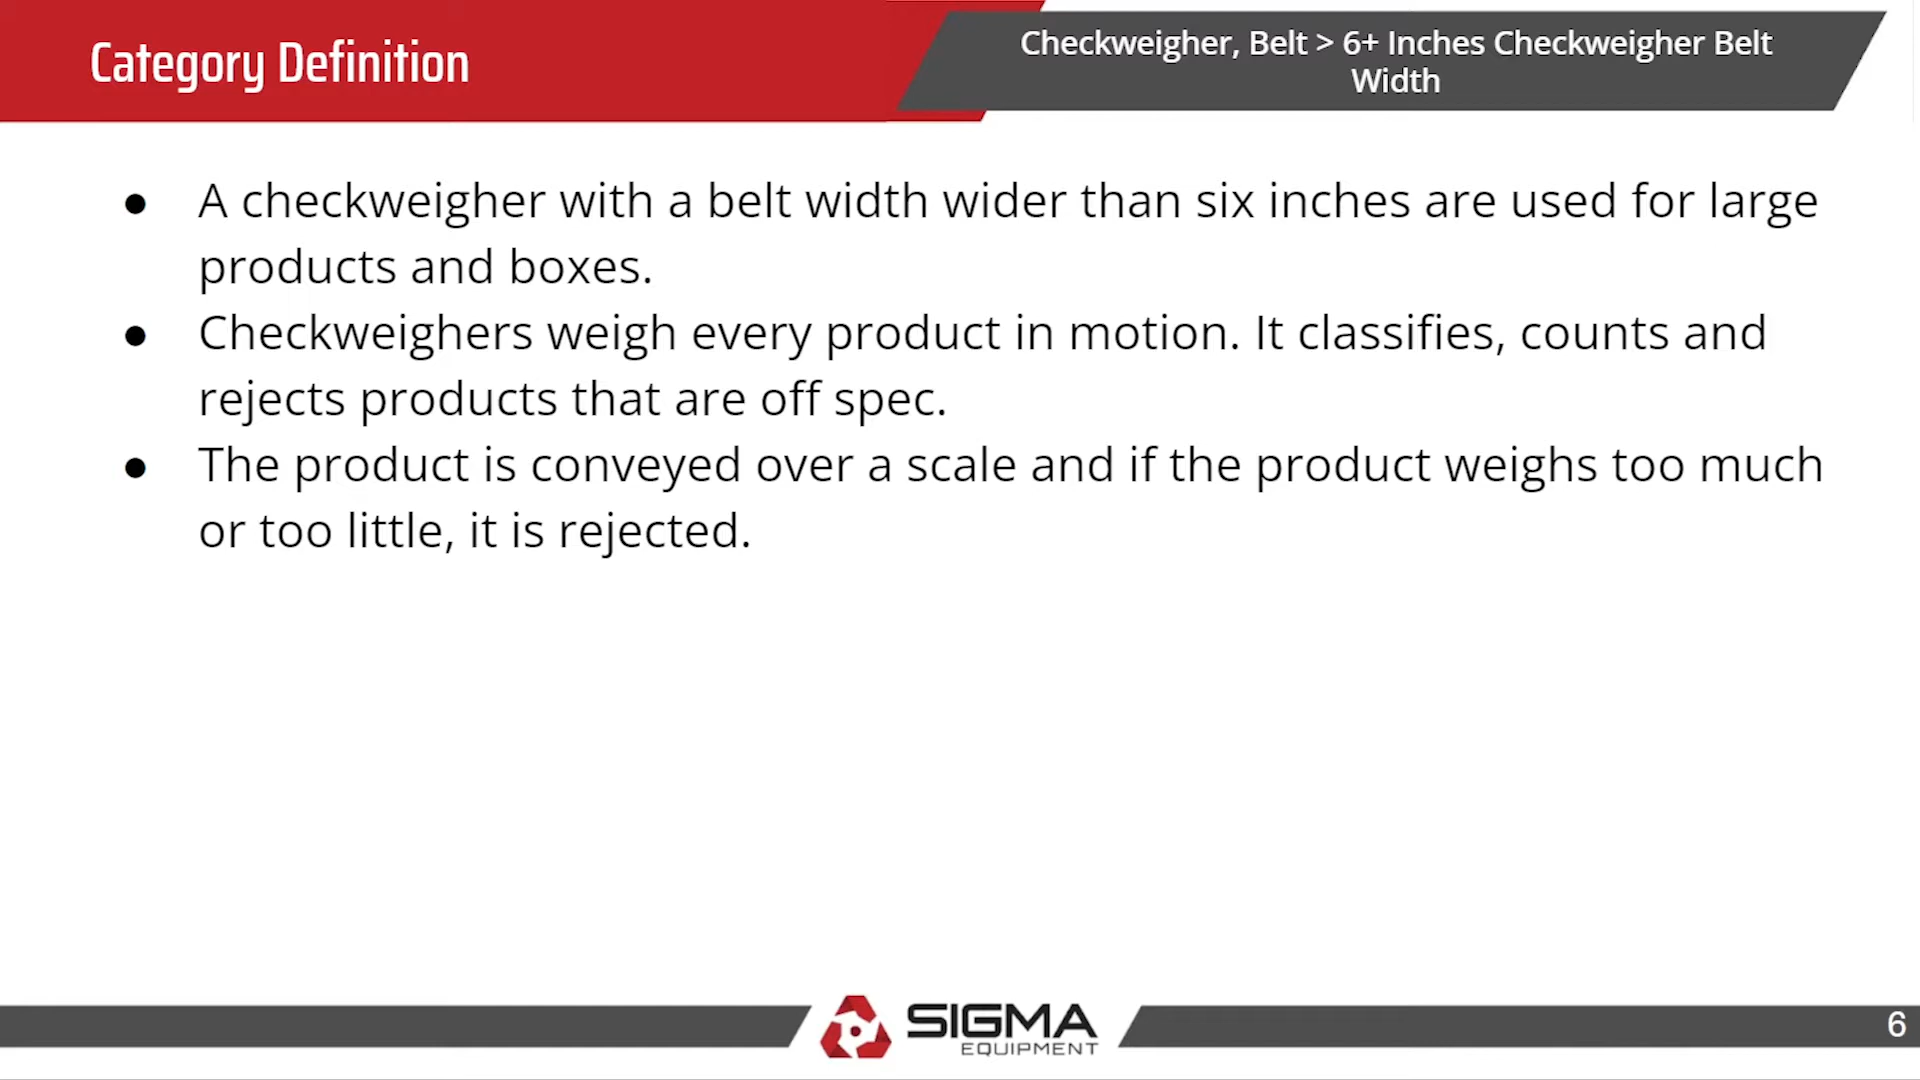 Category Definition
Checkweigher, Belt > 6+ Inches Checkweigher Belt
Width
● A checkweigher with a belt width wider than six inches are used for large
products and boxes.
● Checkweighers weigh every product in motion. It classifies, counts and
rejects products that are off spec.
● The product is conveyed over a scale and if the product weighs too much
or too little, it is rejected.
SIGMA
EQUIPMENT
6